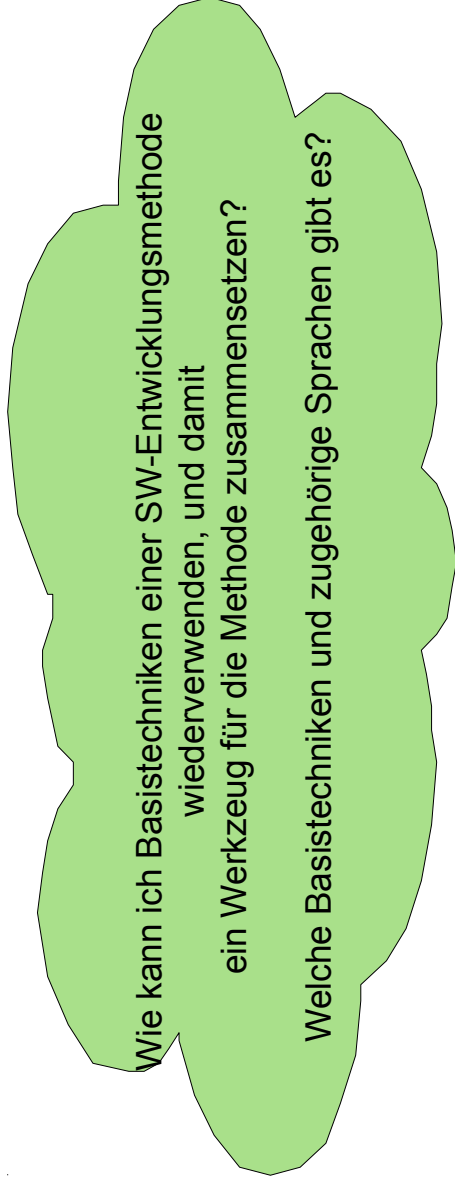 Wie kann ich Basistechniken einer SW-Entwicklungsmethode
wiederverwenden, und damit
ein Werkzeug für die Methode zusammensetzen?
Welche Basistechniken und zugehörige Sprachen gibt es?